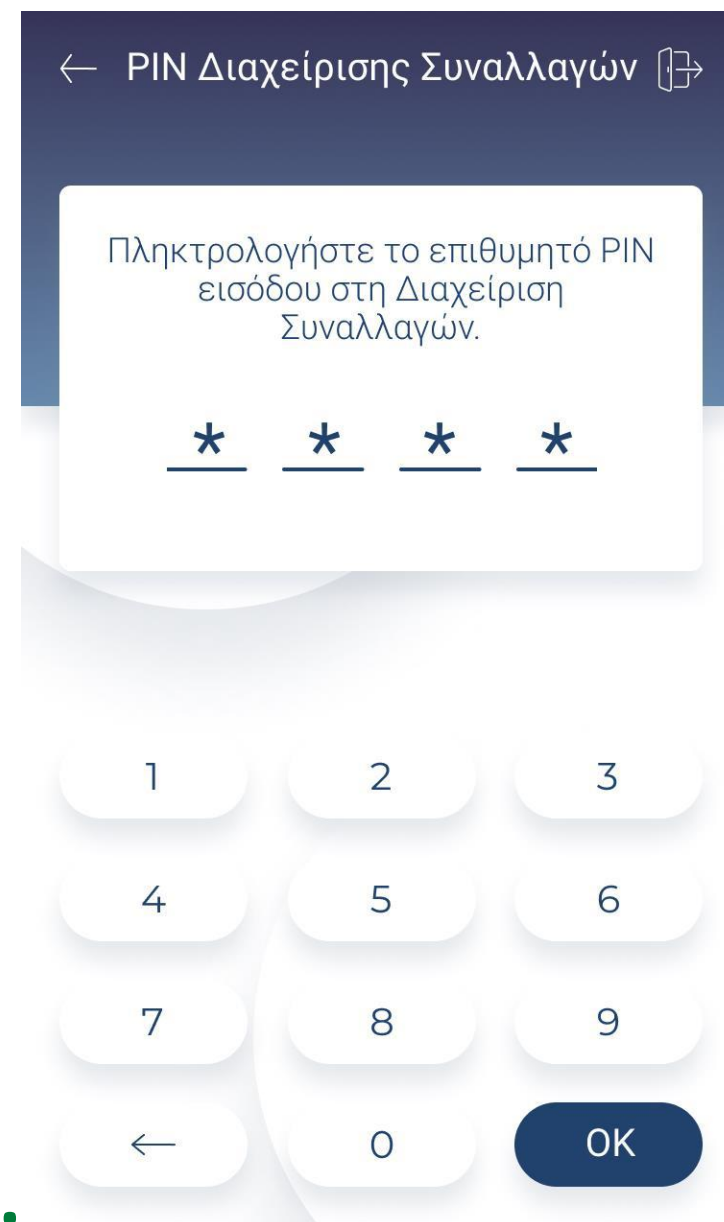 PIN Διαχείρισης Συναλλαγών
Πληκτρολογήστε το επιθυμητό PIN
εισόδου στη Διαχείριση
Συναλλαγών.
* * * *
1 2 3
4 5 6
7 8 9
0 OK